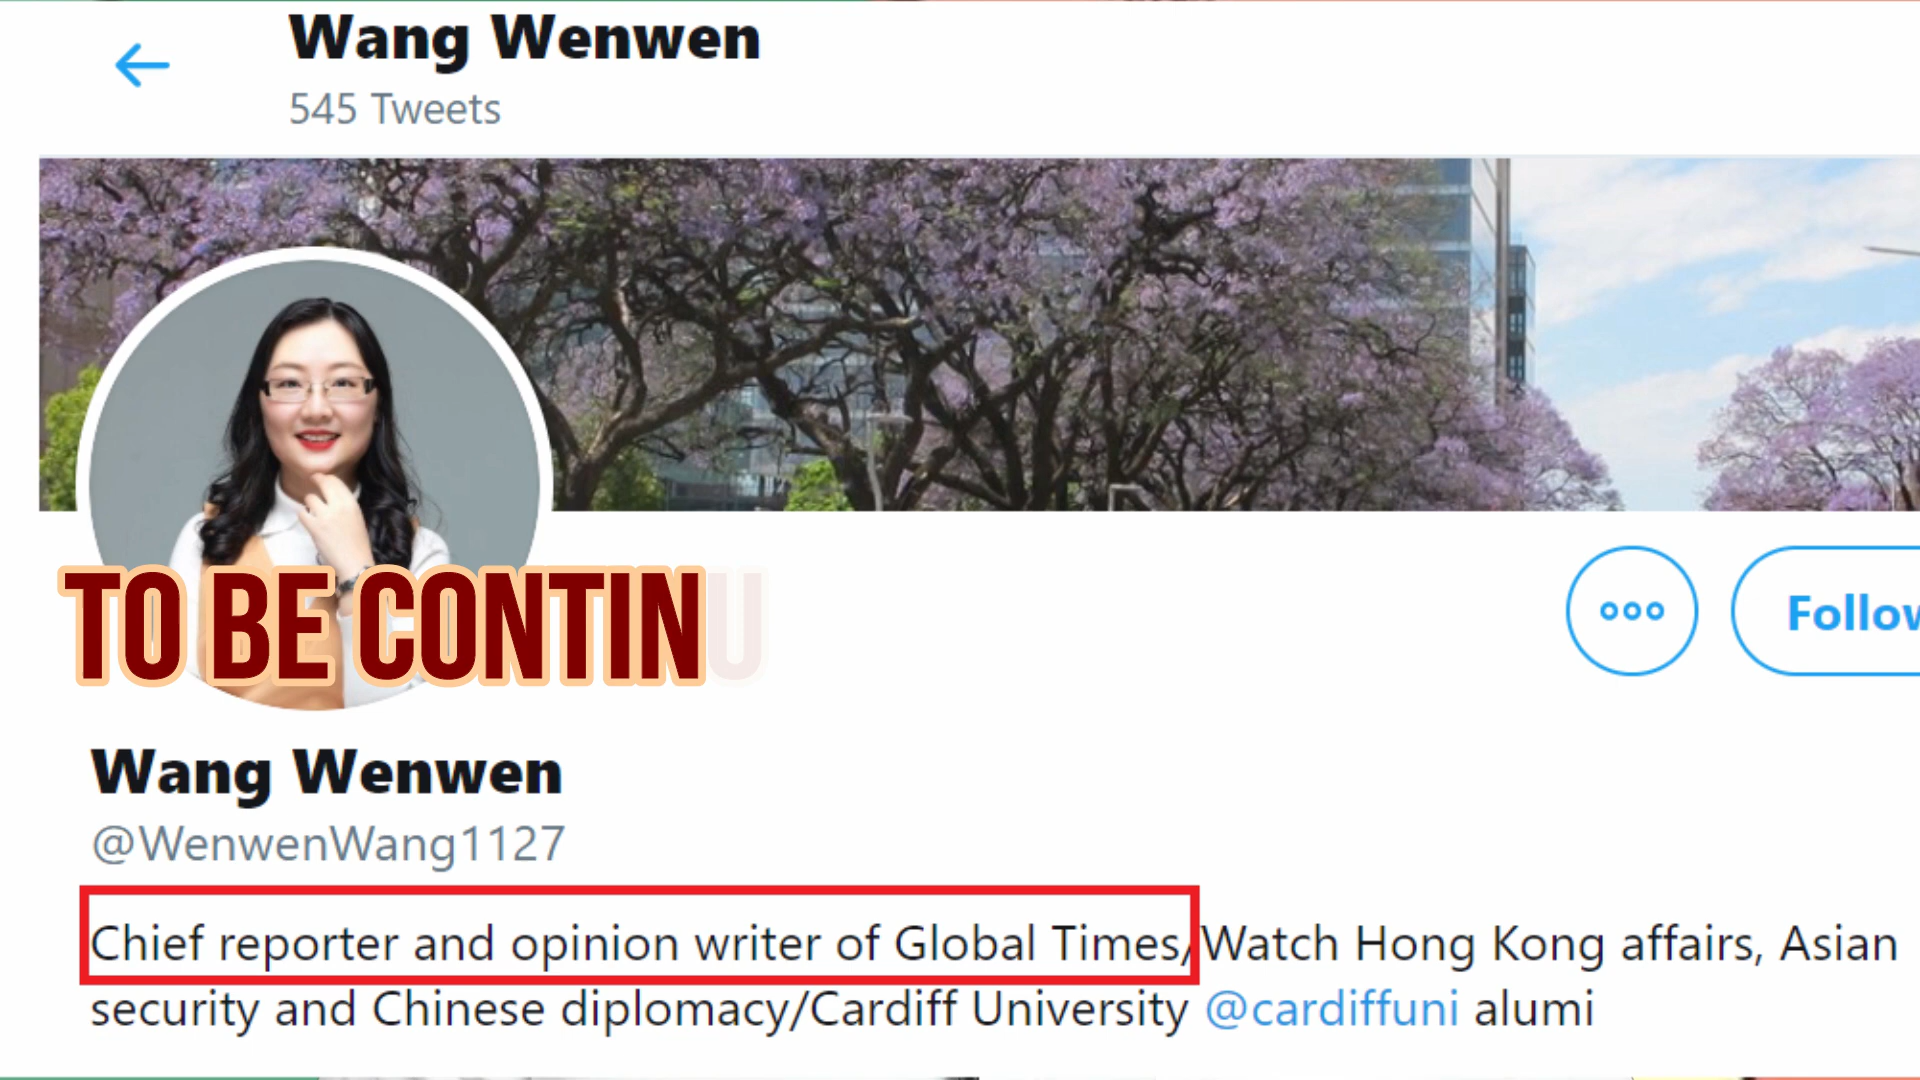 Wang Wenwen
545 Tweets
TO BE CONTINU
Follow
Wang Wenwen
@WenwenWang1127
Chief reporter and opinion writer of Global Times/Watch Hong Kong affairs, Asian
security and Chinese diplomacy/Cardiff University @cardiffuni alumi